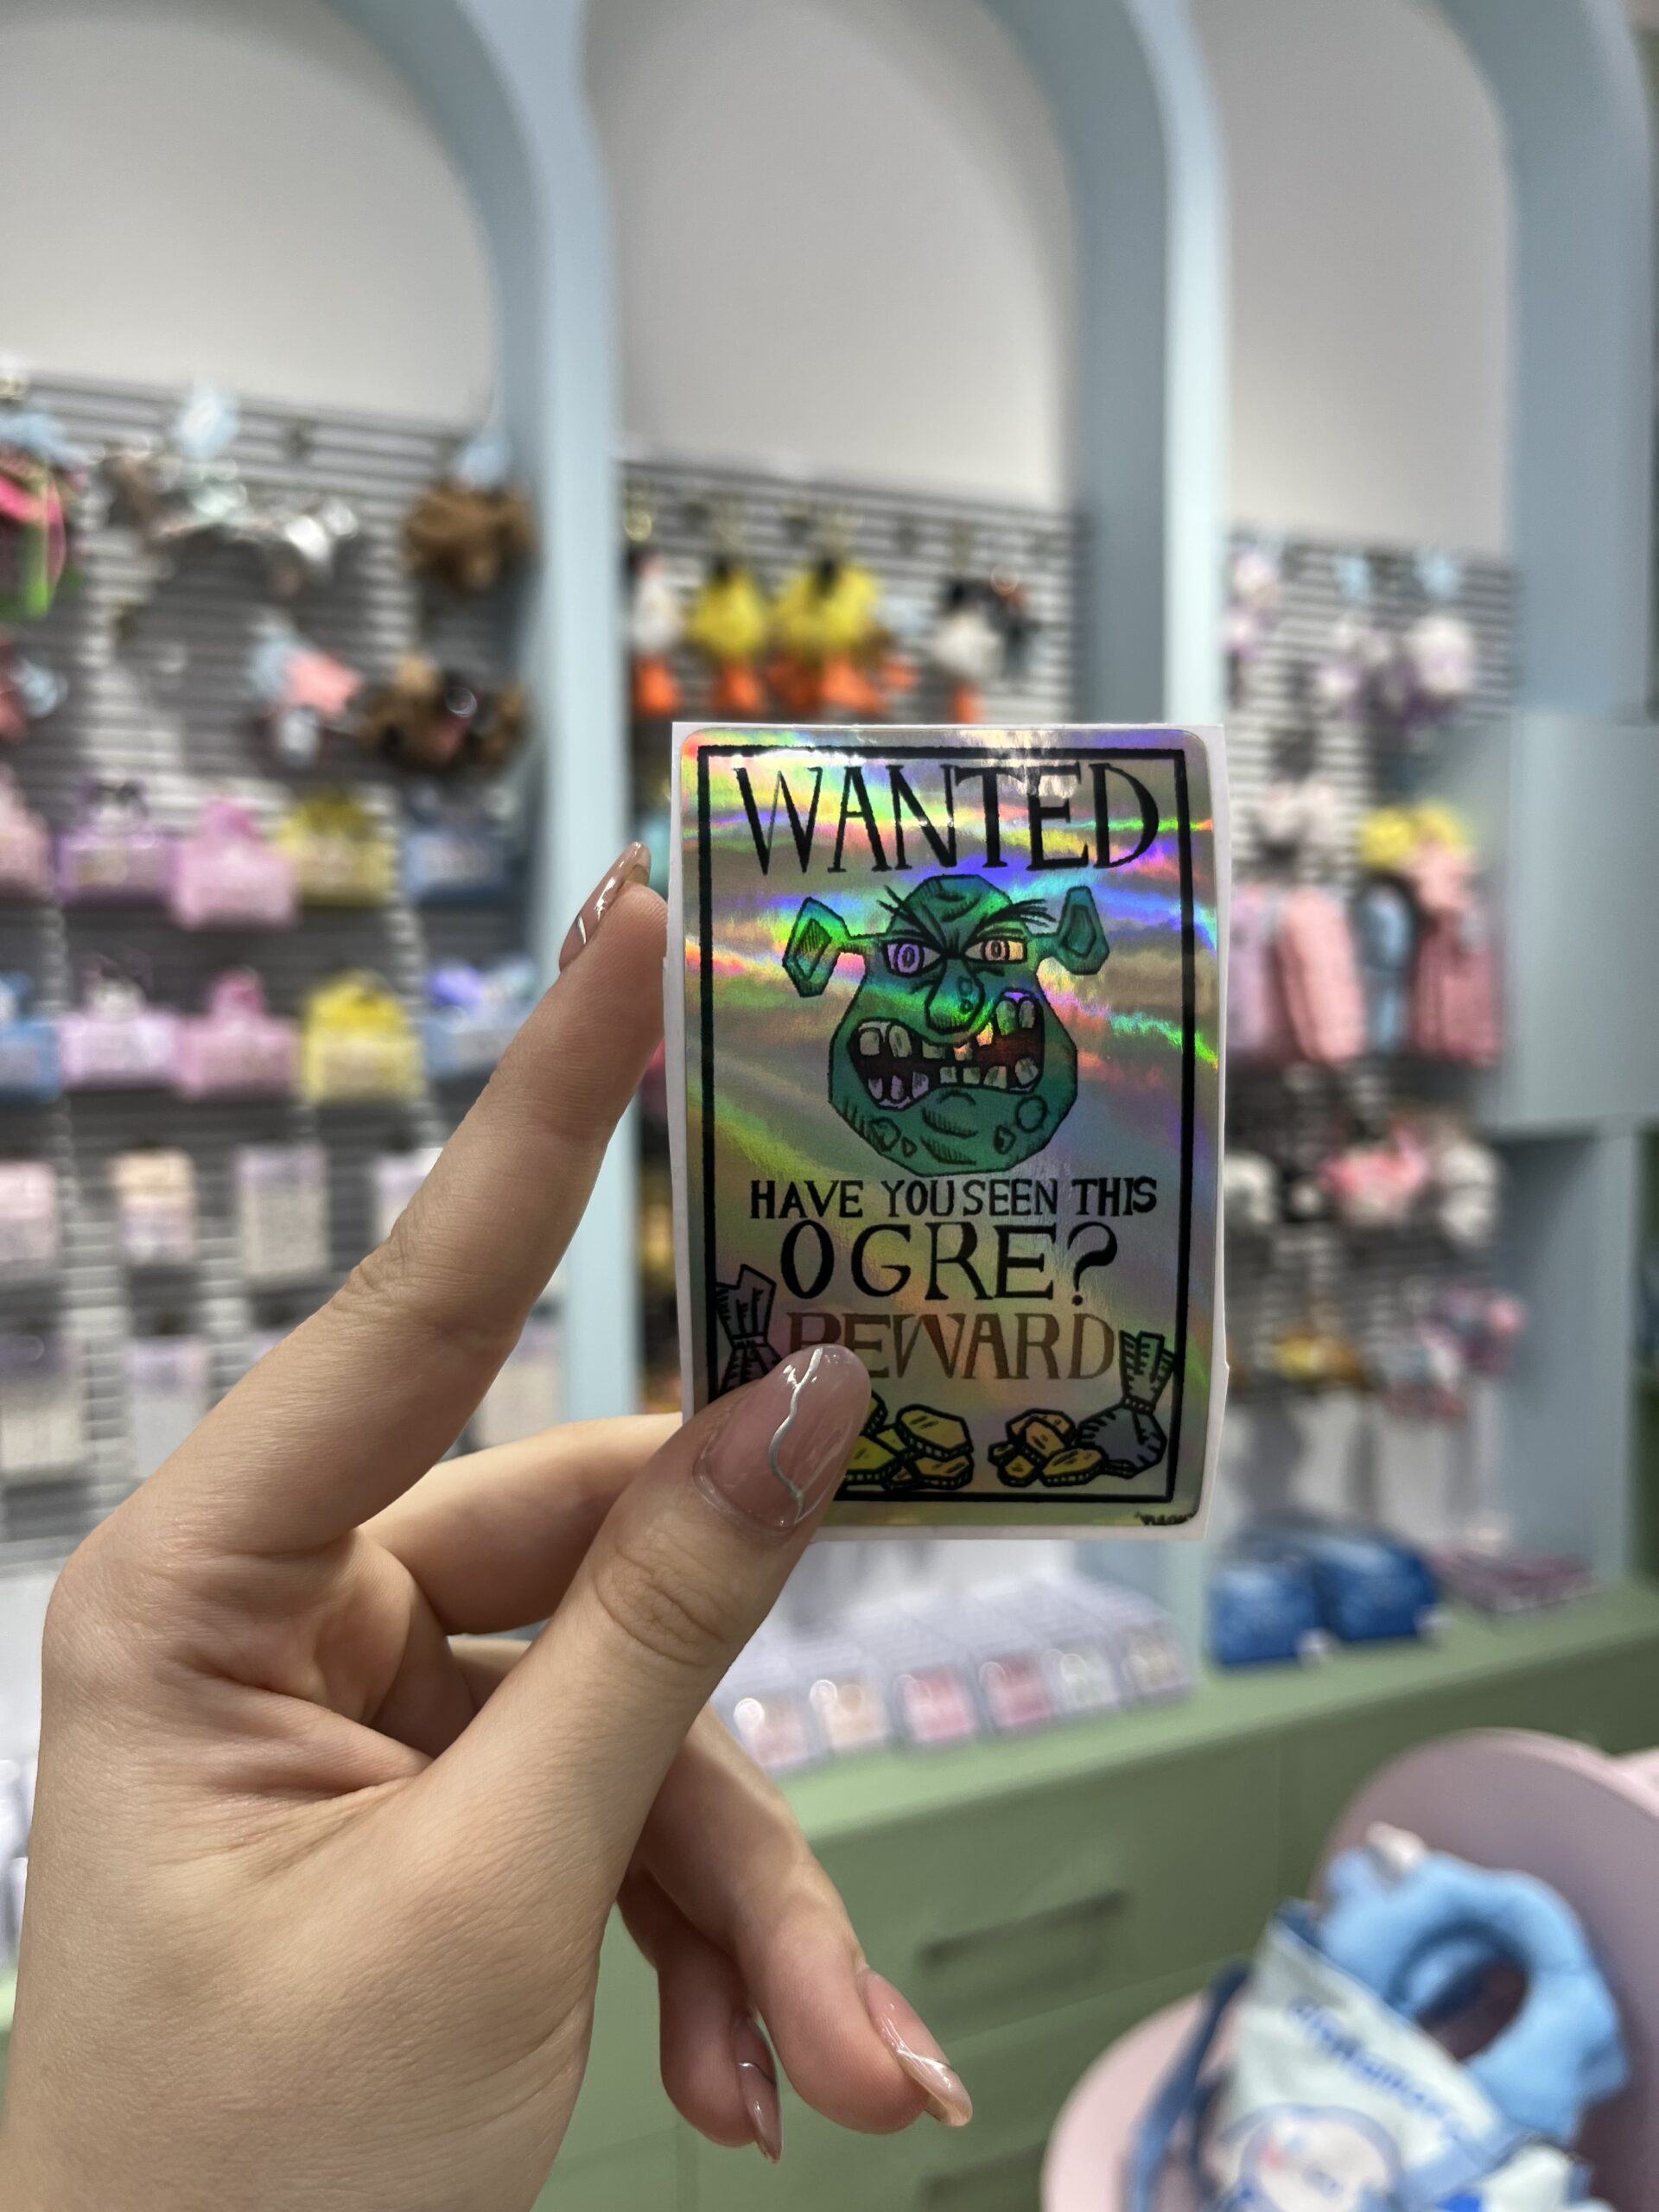 WANTED
HAVE YOU SEEN THIS
OGRE?
REWARD